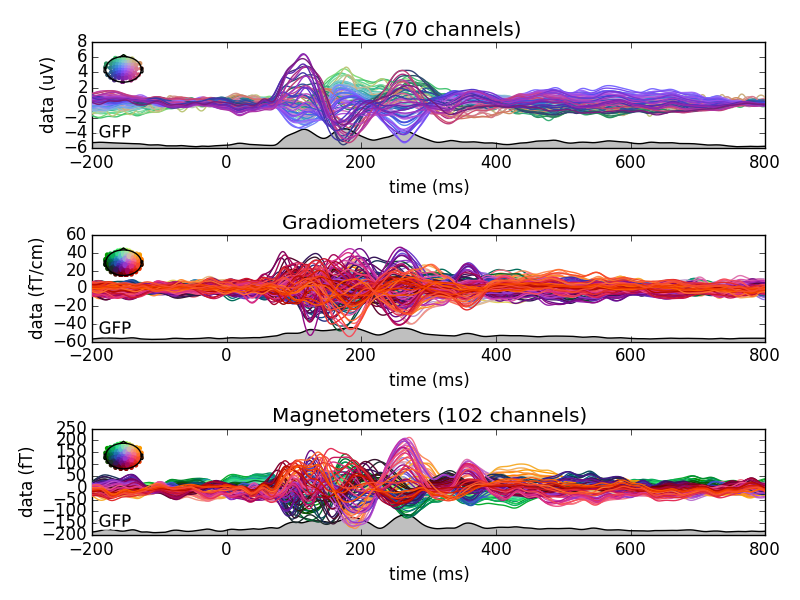 EEG (70 channels)
data (uV)
8
6
4
2
0
−2
−4
−6
GFP
−200 0 200 400 600 800
time (ms)
Gradiometers (204 channels)
data (fT/cm)
60
40
20
0
−20
−40
−60
GFP
−200 0 200 400 600 800
time (ms)
Magnetometers (102 channels)
data (fT)
250
200
150
100
50
0
−50
−100
−150
−200
GFP
−200 0 200 400 600 800
time (ms)